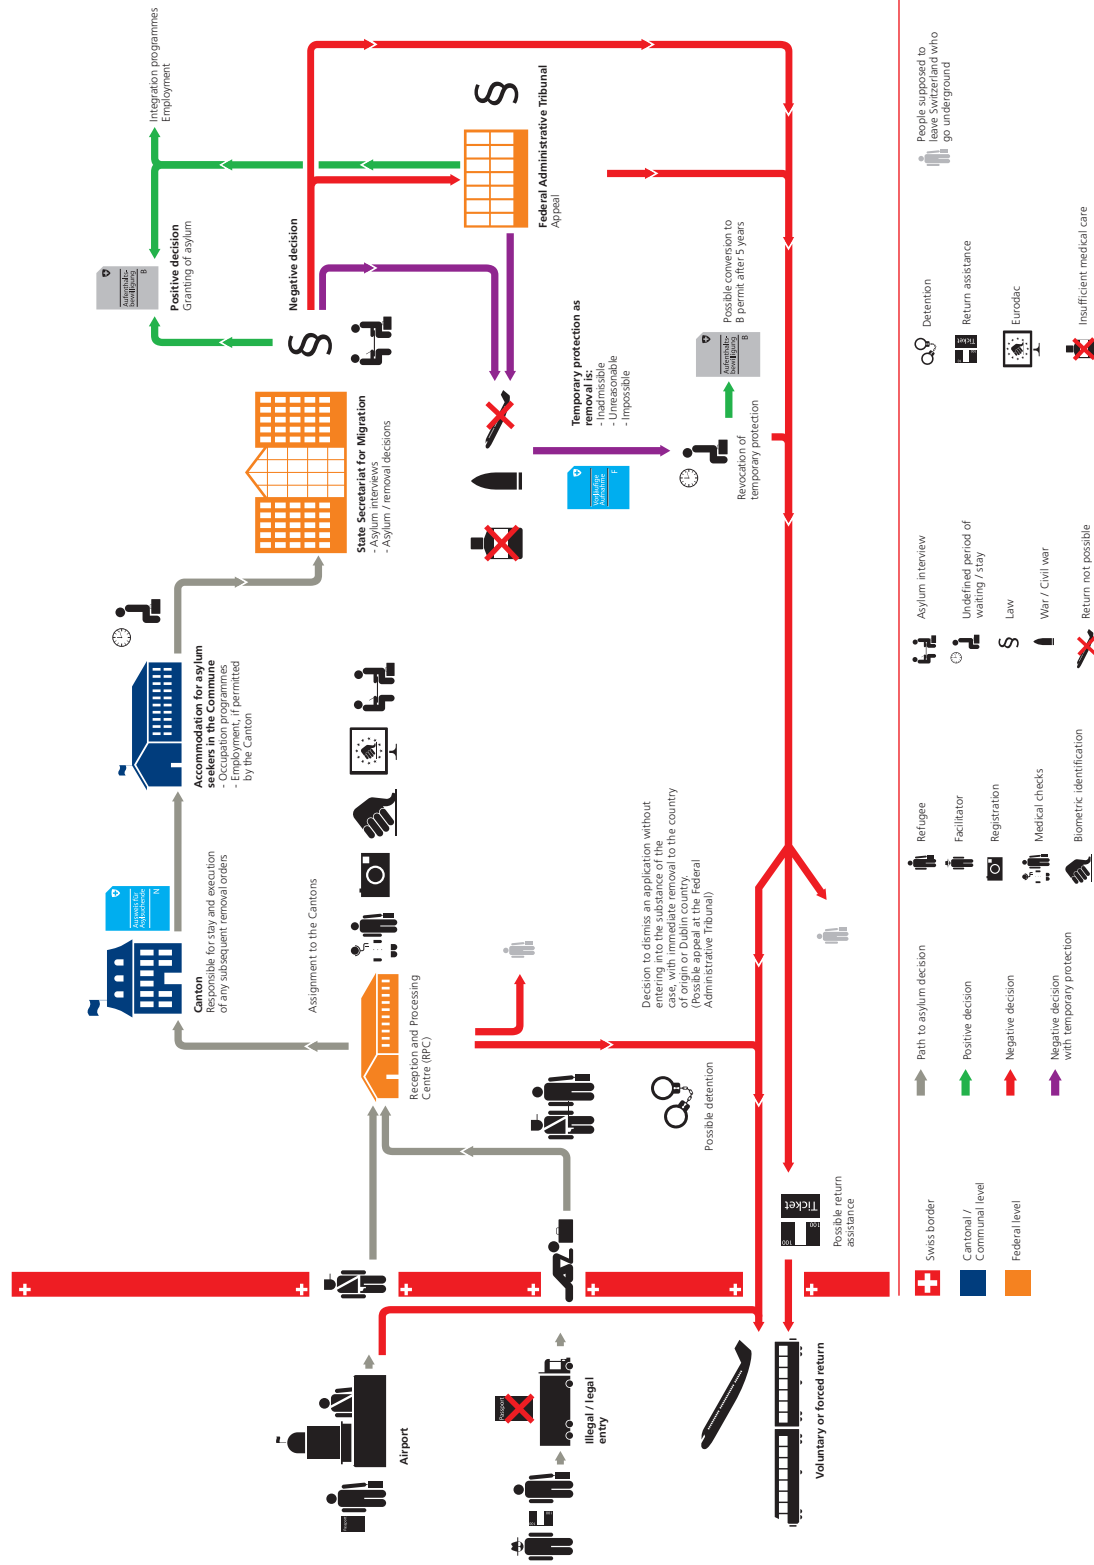 Integration programmes
Employment
Positive decision
Granting of asylum
Aufenthalts-
bewilligung
B
Negative decision
Federal Administrative Tribunal
Appeal
State Secretariat for Migration
- Asylum interviews
- Asylum / removal decisions
Temporary protection as
removal is:
- Inadmissible
- Unreasonable
- Impossible
Vorläufige
Aufnahme
F
Revocation of
temporary protection
Possible conversion to
B permit after 5 years
Aufenthalts-
bewilligung
B
Accommodation for asylum
seekers in the Commune
- Occupation programmes
- Employment, if permitted
by the Canton
Canton
Responsible for stay and execution
of any subsequent removal orders
Ausweis für
Asylsuchende
N
Assignment to the Cantons
Reception and Processing
Centre (RPC)
Decision to dismiss an application without
entering into the substance of the
case, with immediate removal to the country
of origin or Dublin country.
(Possible appeal at the Federal
Administrative Tribunal)
Possible detention
Ticket
100
100
Possible return
assistance
Airport
Passport
Illegal / legal
entry
Voluntary or forced return
Swiss border
Cantonal /
Communal level
Federal level
Path to asylum decision
Positive decision
Negative decision
Negative decision
with temporary protection
Refugee
Facilitator
Registration
Medical checks
Biometric identification
Asylum interview
Undefined period of
waiting / stay
Law
War / Civil war
Return not possible
Detention
Return assistance
Ticket
Eurodac
Insufficient medical care
People supposed to
leave Switzerland who
go underground